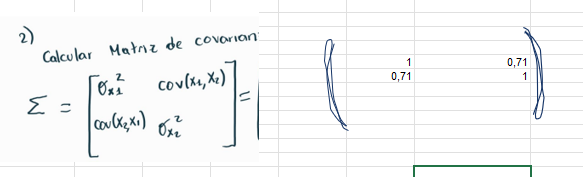 2)
Calcular Matriz de covarian
Σ = [σx1² cov(x1,x2)
cov(x2,x1) σx2²] =
1 0,71
0,71 1